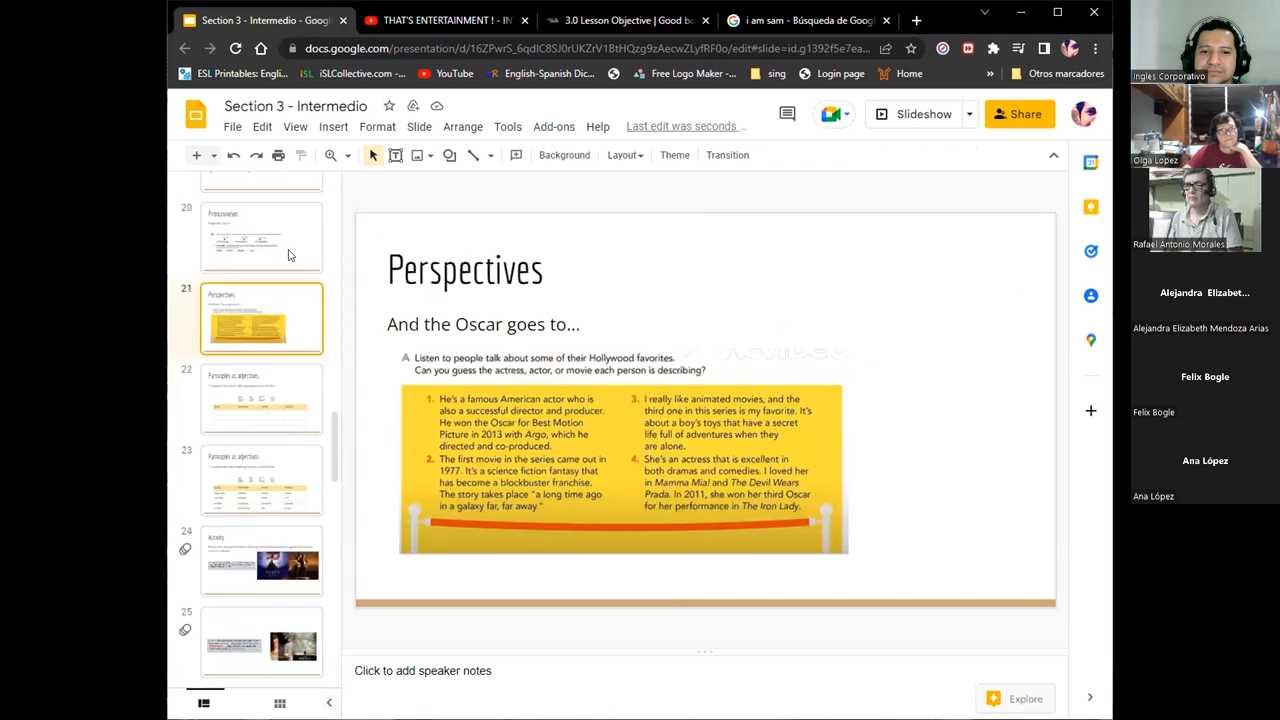 Section 3 - Intermedio - Goog
THAT'S ENTERTAINMENT ! - IN
3.0 Lesson Objective | Good bo
i am sam - Búsqueda de Googl
docs.google.com/presentation/d/16ZPwrS_6qdIC8SJ0rUKZrV1BtHQzg9zAecwZLyfRF0o/edit#slide=id.g1392f5e7ea...
ESL Printables: Engli...
iSLCollective.com
YouTube
English-Spanish Dic...
Free Logo Maker -...
sing
Login page
Home
»
Otros marcadores
Section 3 - Intermedio
File Edit View Insert Format Slide Arrange Tools Add-ons Help Last edit was seconds ...
Slideshow
Share
Background Layout Theme Transition
20
Pronunciation.
21
Perspectives
22
Participles as adjectives.
23
Participles as adjectives.
24
Activity
25
Perspectives
And the Oscar goes to...
A Listen to people talk about some of their Hollywood favorites.
Can you guess the actress, actor, or movie each person is describing?
1. He's a famous American actor who is
also a successful director and producer.
He won the Oscar for Best Motion
Picture in 2013 with Argo, which he
directed and co-produced.
2. The first movie in the series came out in
1977. It's a science fiction fantasy that
has become a blockbuster franchise.
The story takes place "a long time ago
in a galaxy far, far away."
3. I really like animated movies, and the
third one in this series is my favorite. It's
about a boy's toys that have a secret
life full of adventures when they
are alone.
4. She's an actress that is excellent in
both dramas and comedies. I loved her
in Mamma Mia! and The Devil Wears
Prada. In 2011, she won her third Oscar
for her performance in The Iron Lady.
Click to add speaker notes
Explore
Ingles Corporativo
Olga Lopez
Rafael Antonio Morales
Alejandra Elizabet...
Alejandra Elizabeth Mendoza Arias
Felix Bogle
Felix Bogle
Ana López
Ana López